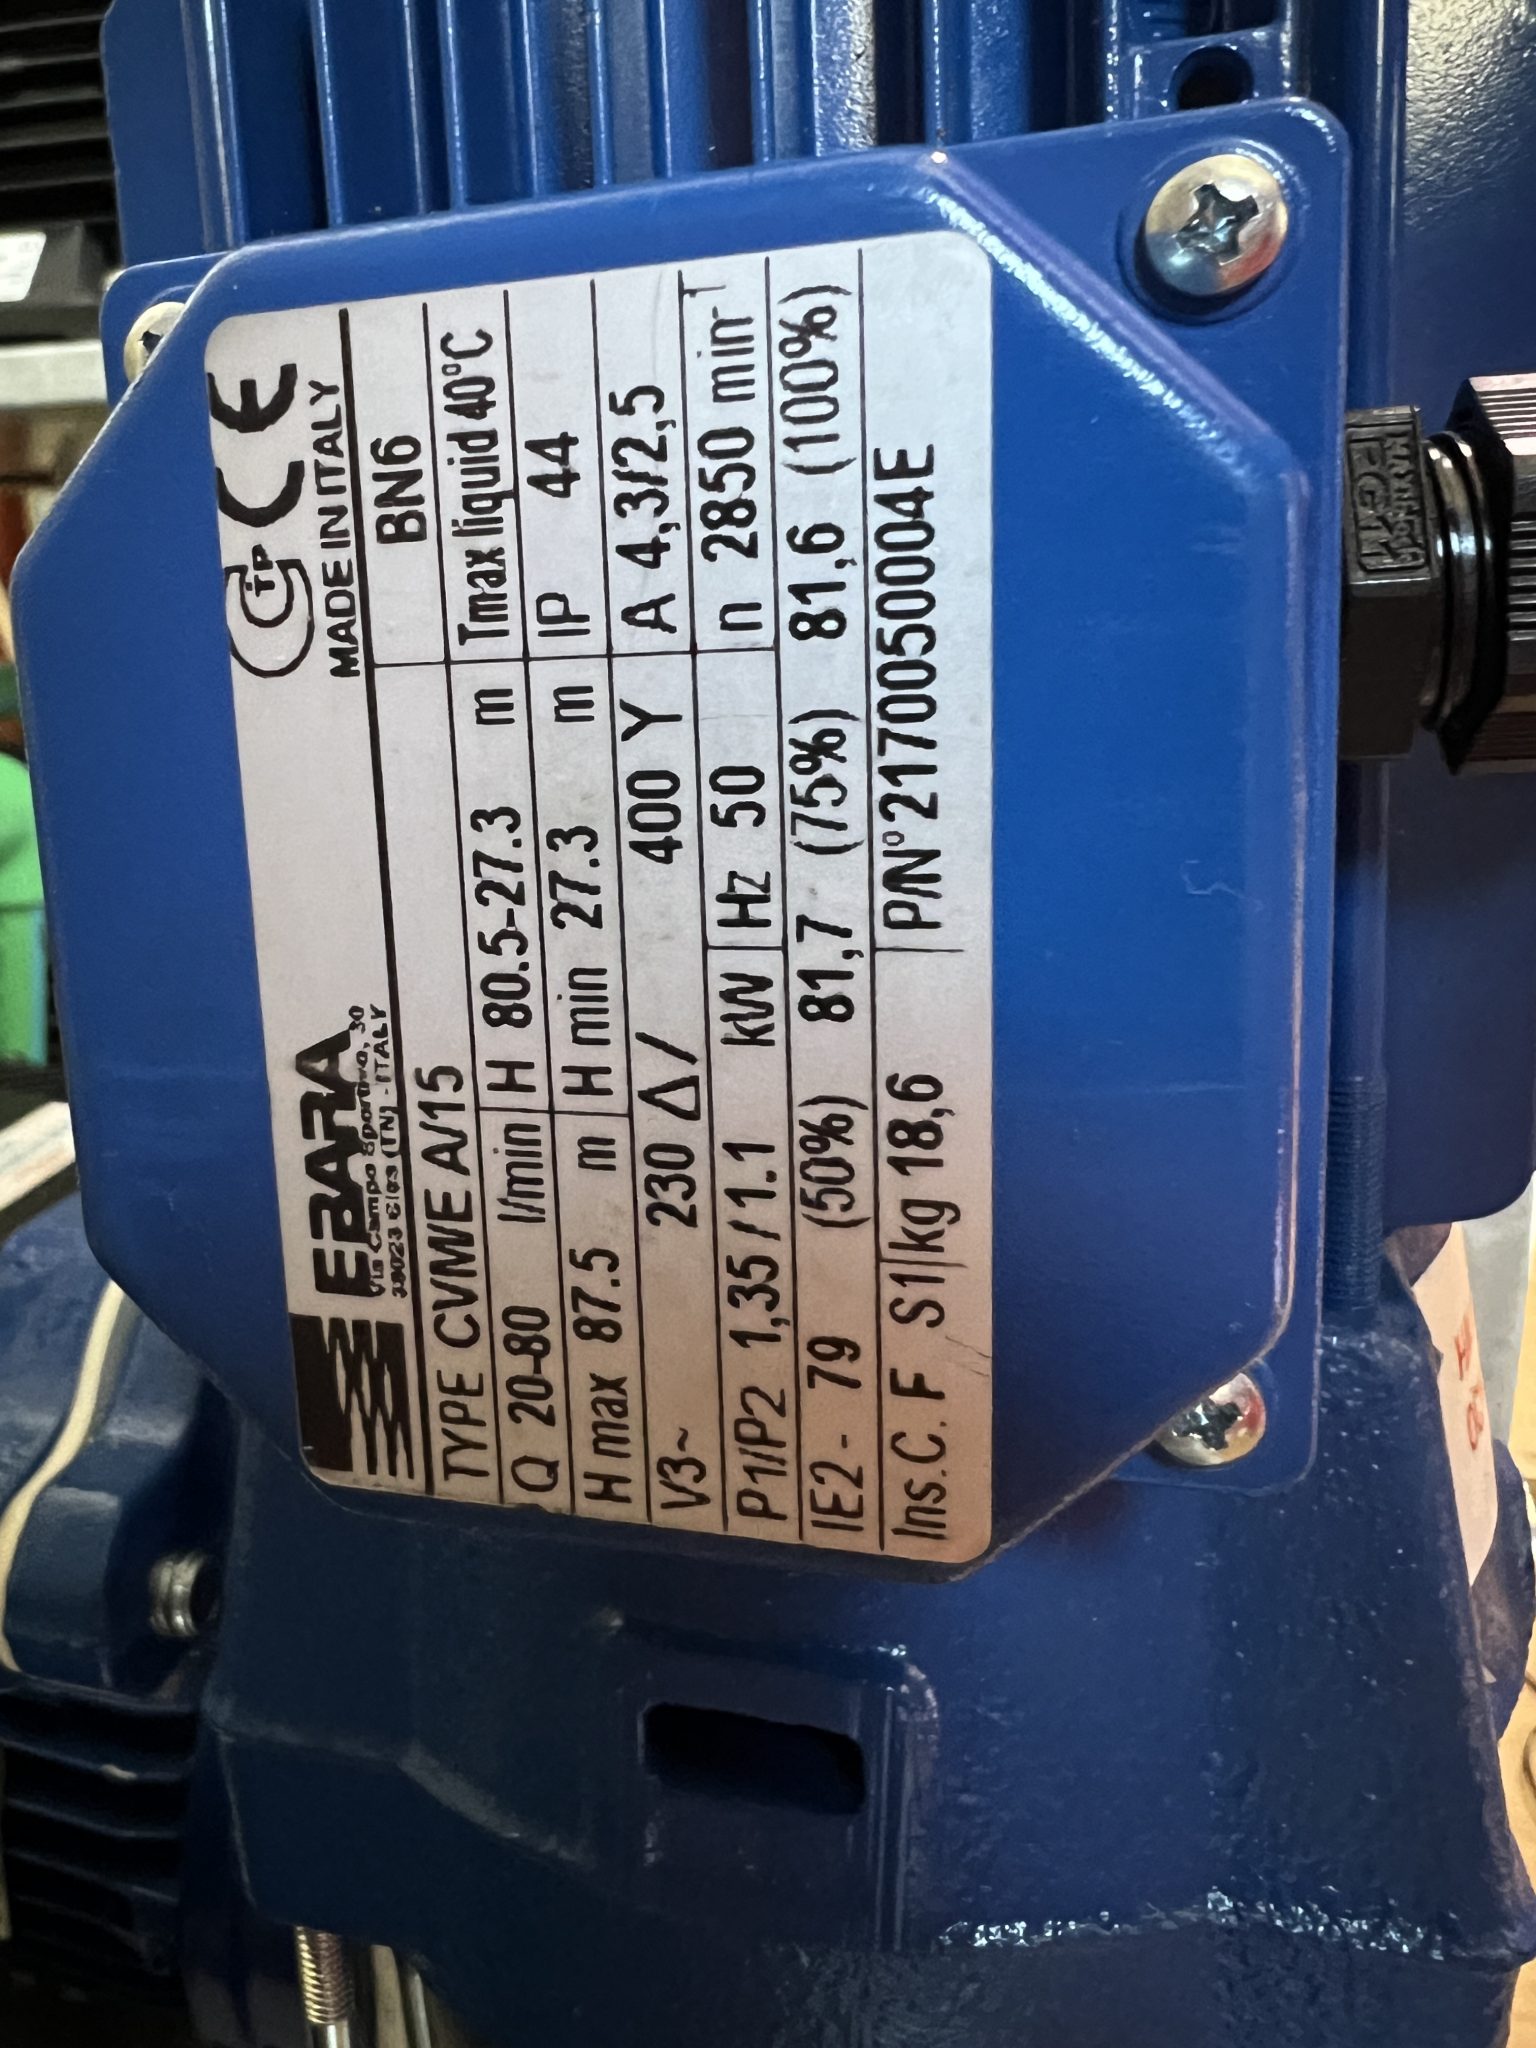 EBARA
Via Campo Sportivo, 30
38023 Cles (TN) - ITALY
TP
CE
MADE IN ITALY
TYPE CVM/E A/15 BN6
Q 20-80 l/min H 80.5-27.3 m Tmax liquid 40°C
H max 87.5 m H min 27.3 m IP 44
V3~ 230 Δ / 400 Y A 4,3/2,5
P1/P2 1,35 / 1.1 kW Hz 50 n 2850 min-1
IE2 - 79 (50%) 81,7 (75%) 81,6 (100%)
Ins.C. F S1 kg 18,6 P/N° 2170050004E